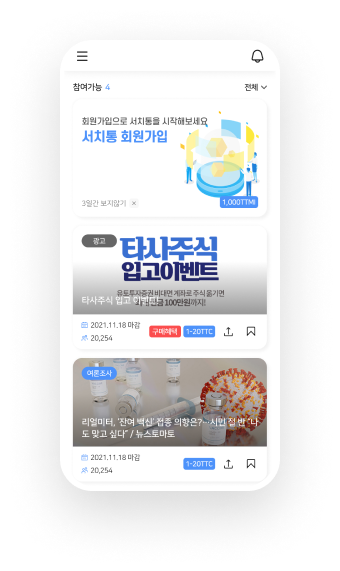 참여가능 4
전체
회원가입으로 서치통을 시작해보세요
서치통 회원가입
3일간 보지않기 ×
1,000TTM
광고
타사주식
입고이벤트
유토투자증권 비대면 계좌로 주식 옮기면
현금 100만원까지!
타사주식 입고 이벤트
2021.11.18 마감
20,254
구매혜택
1-20TTC
여론조사
리얼미터, '잔여 백신' 접종 의향은?…시민 절 반 "나
도 맞고 싶다" / 뉴스토마토
2021.11.18 마감
20,254
1-20TTC